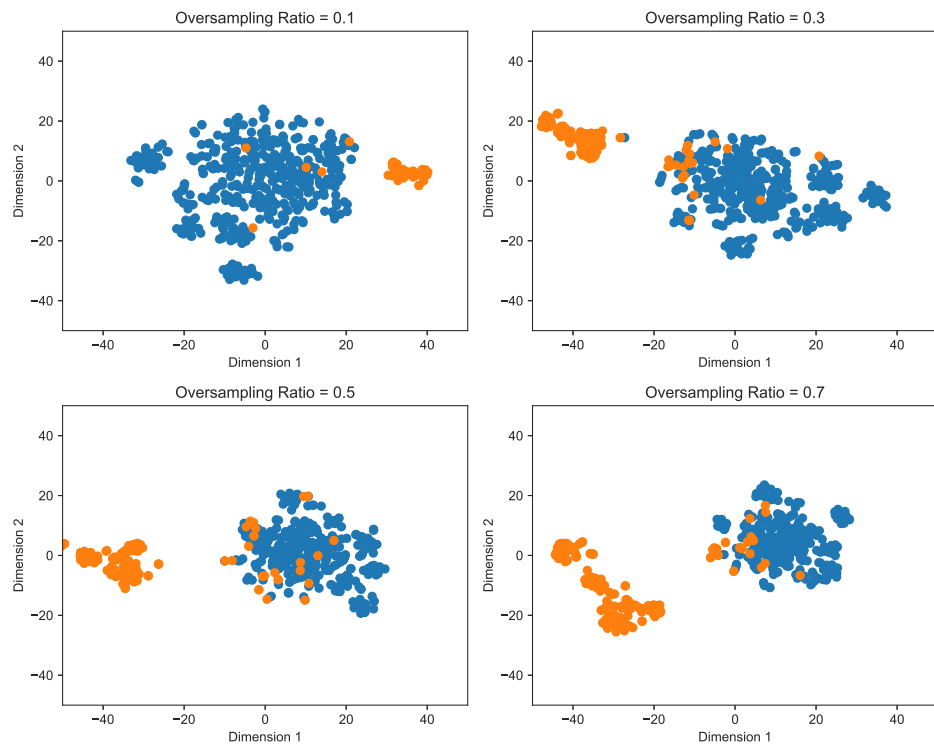 Oversampling Ratio = 0.1
40
20
0
−20
−40
Dimension 2
−40 −20 0 20 40
Dimension 1
Oversampling Ratio = 0.3
40
20
0
−20
−40
Dimension 2
−40 −20 0 20 40
Dimension 1
Oversampling Ratio = 0.5
40
20
0
−20
−40
Dimension 2
−40 −20 0 20 40
Dimension 1
Oversampling Ratio = 0.7
40
20
0
−20
−40
Dimension 2
−40 −20 0 20 40
Dimension 1